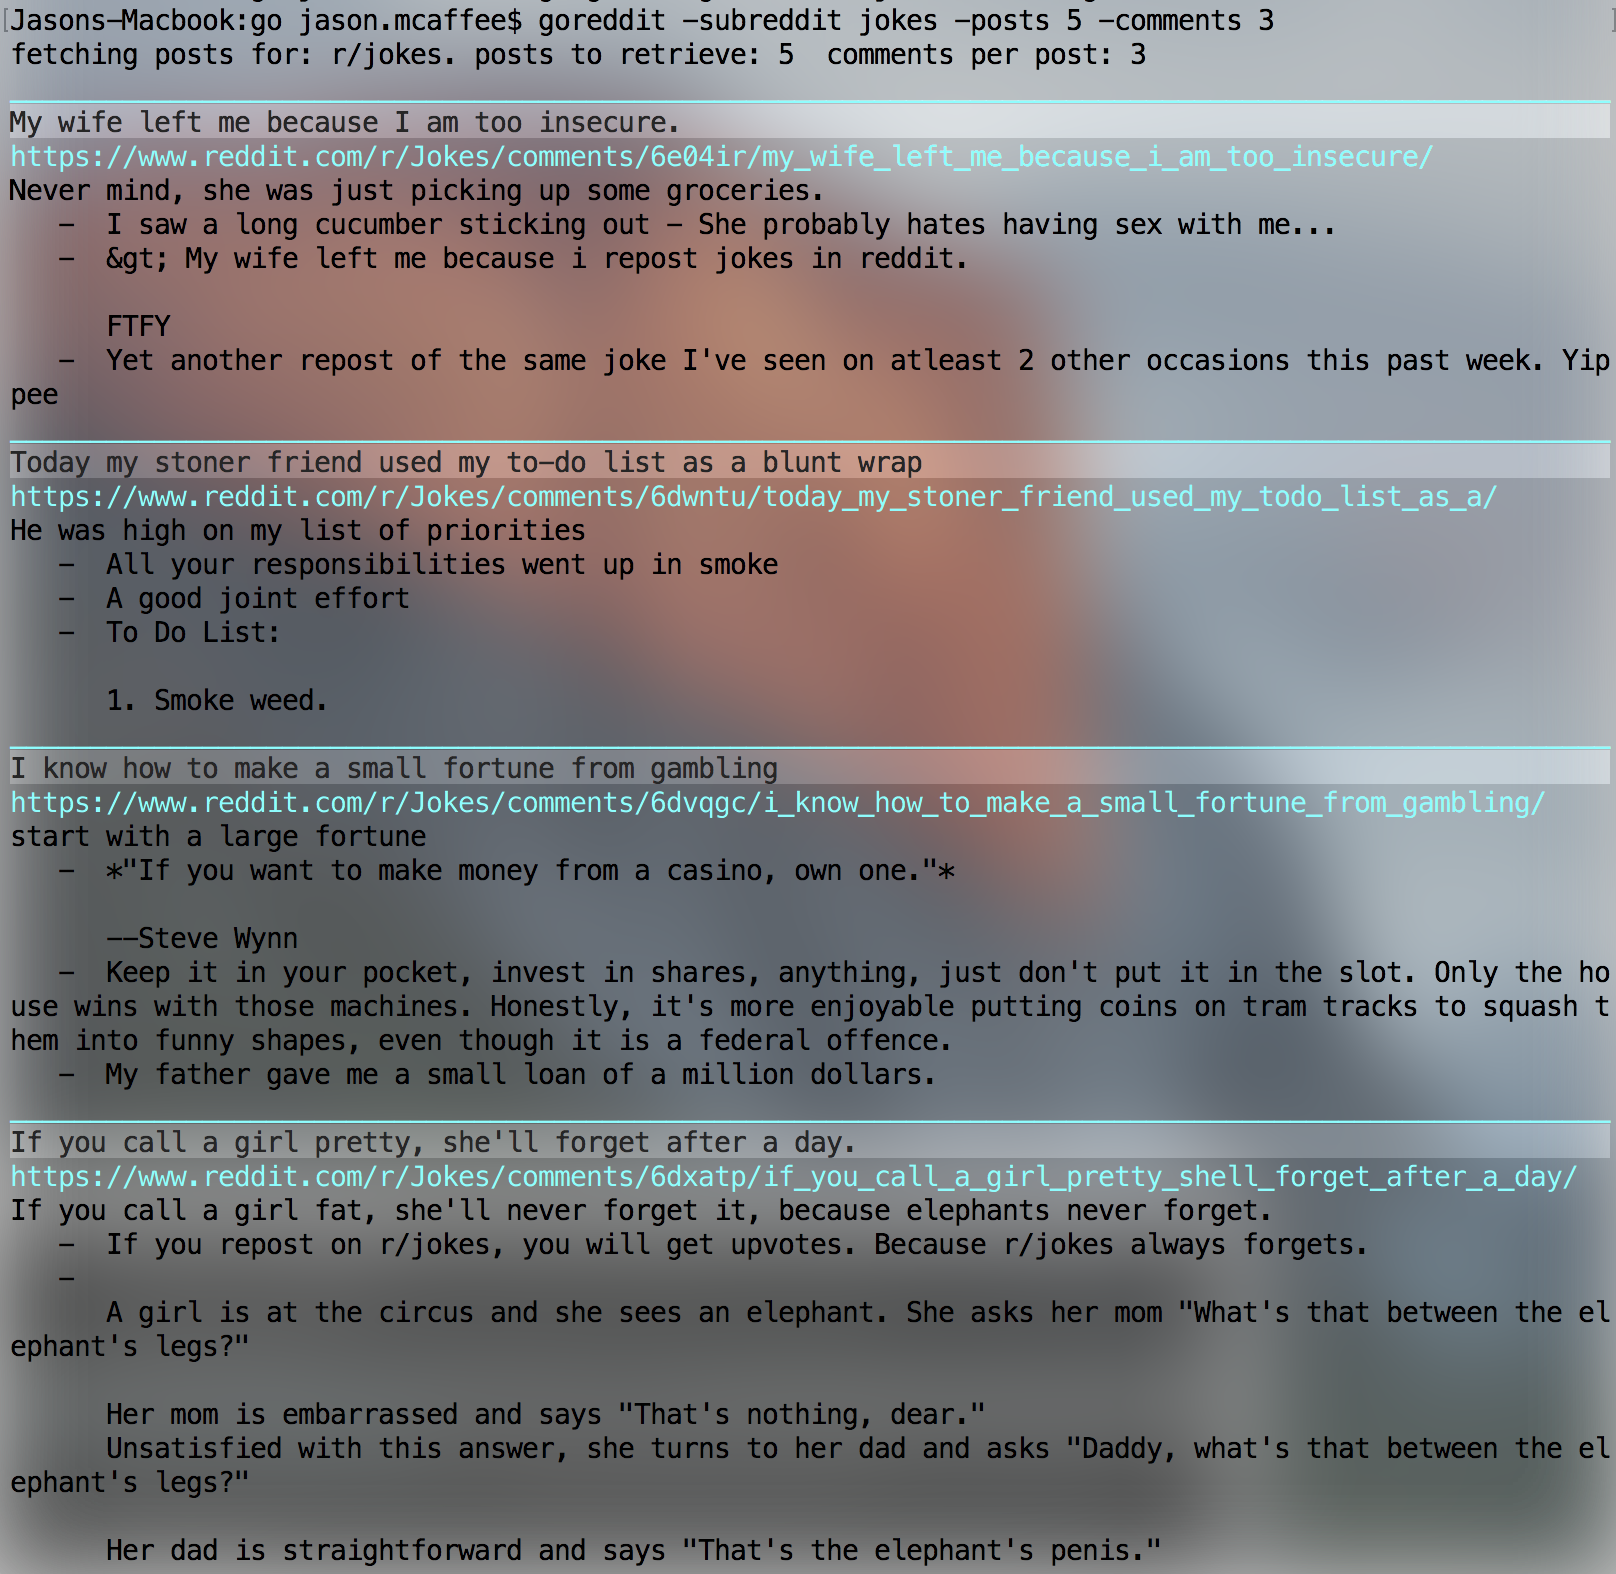 Jasons-Macbook:go jason.mcaffee$ goreddit -subreddit jokes -posts 5 -comments 3
fetching posts for: r/jokes. posts to retrieve: 5  comments per post: 3
My wife left me because I am too insecure.
https://www.reddit.com/r/Jokes/comments/6e04ir/my_wife_left_me_because_i_am_too_insecure/
Never mind, she was just picking up some groceries.
   -  I saw a long cucumber sticking out - She probably hates having sex with me...
   -  &gt; My wife left me because i repost jokes in reddit.
      FTFY
   -  Yet another repost of the same joke I've seen on atleast 2 other occasions this past week. Yip
pee
Today my stoner friend used my to-do list as a blunt wrap
https://www.reddit.com/r/Jokes/comments/6dwntu/today_my_stoner_friend_used_my_todo_list_as_a/
He was high on my list of priorities
   -  All your responsibilities went up in smoke
   -  A good joint effort
   -  To Do List:
      1. Smoke weed.
I know how to make a small fortune from gambling
https://www.reddit.com/r/Jokes/comments/6dvqgc/i_know_how_to_make_a_small_fortune_from_gambling/
start with a large fortune
   -  *"If you want to make money from a casino, own one."*
      --Steve Wynn
   -  Keep it in your pocket, invest in shares, anything, just don't put it in the slot. Only the ho
use wins with those machines. Honestly, it's more enjoyable putting coins on tram tracks to squash t
hem into funny shapes, even though it is a federal offence.
   -  My father gave me a small loan of a million dollars.
If you call a girl pretty, she'll forget after a day.
https://www.reddit.com/r/Jokes/comments/6dxatp/if_you_call_a_girl_pretty_shell_forget_after_a_day/
If you call a girl fat, she'll never forget it, because elephants never forget.
   -  If you repost on r/jokes, you will get upvotes. Because r/jokes always forgets.
   -
      A girl is at the circus and she sees an elephant. She asks her mom "What's that between the el
ephant's legs?"
      Her mom is embarrassed and says "That's nothing, dear."
      Unsatisfied with this answer, she turns to her dad and asks "Daddy, what's that between the el
ephant's legs?"
      Her dad is straightforward and says "That's the elephant's penis."